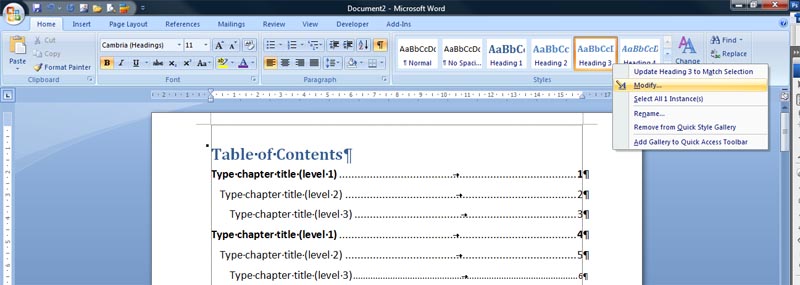 Document2 - Microsoft Word
Home Insert Page Layout References Mailings Review View Developer Add-Ins
Cut
Copy
Paste
Format Painter
Clipboard
Cambria (Headings) 11
B I U abc x₂ x² Aa
Font
Paragraph
AaBbCcDc AaBbCcDc AaBbC AaBbCc AaBbCcD AaBbCcI
¶ Normal ¶ No Spaci... Heading 1 Heading 2 Heading 3 Heading 4
Change
Styles
Find
Replace
Update Heading 3 to Match Selection
Modify...
Select All 1 Instance(s)
Rename...
Remove from Quick Style Gallery
Add Gallery to Quick Access Toolbar
Table·of·Contents¶
Type·chapter·title·(level·1) → 1¶
Type·chapter·title·(level·2) → 2¶
Type·chapter·title·(level·3) → 3¶
Type·chapter·title·(level·1) → 4¶
Type·chapter·title·(level·2) → 5¶
Type·chapter·title·(level·3) → 6¶